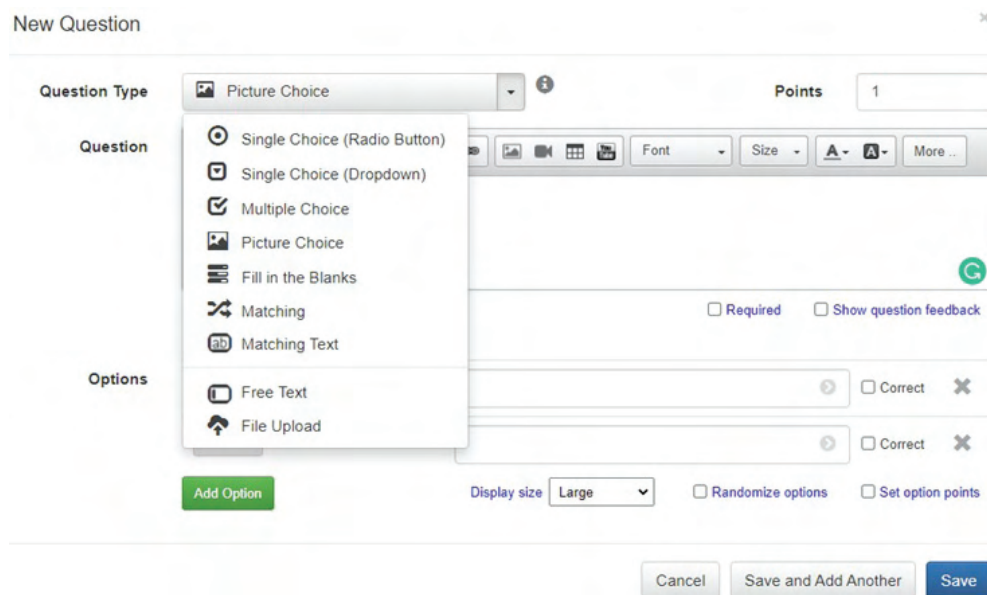 New Question
Question Type Picture Choice Points 1
Question Font Size A A More ..
Single Choice (Radio Button)
Single Choice (Dropdown)
Multiple Choice
Picture Choice
Fill in the Blanks
Matching
ab Matching Text
Free Text
File Upload
Required Show question feedback
Options
Correct
Correct
Add Option Display size Large Randomize options Set option points
Cancel Save and Add Another Save